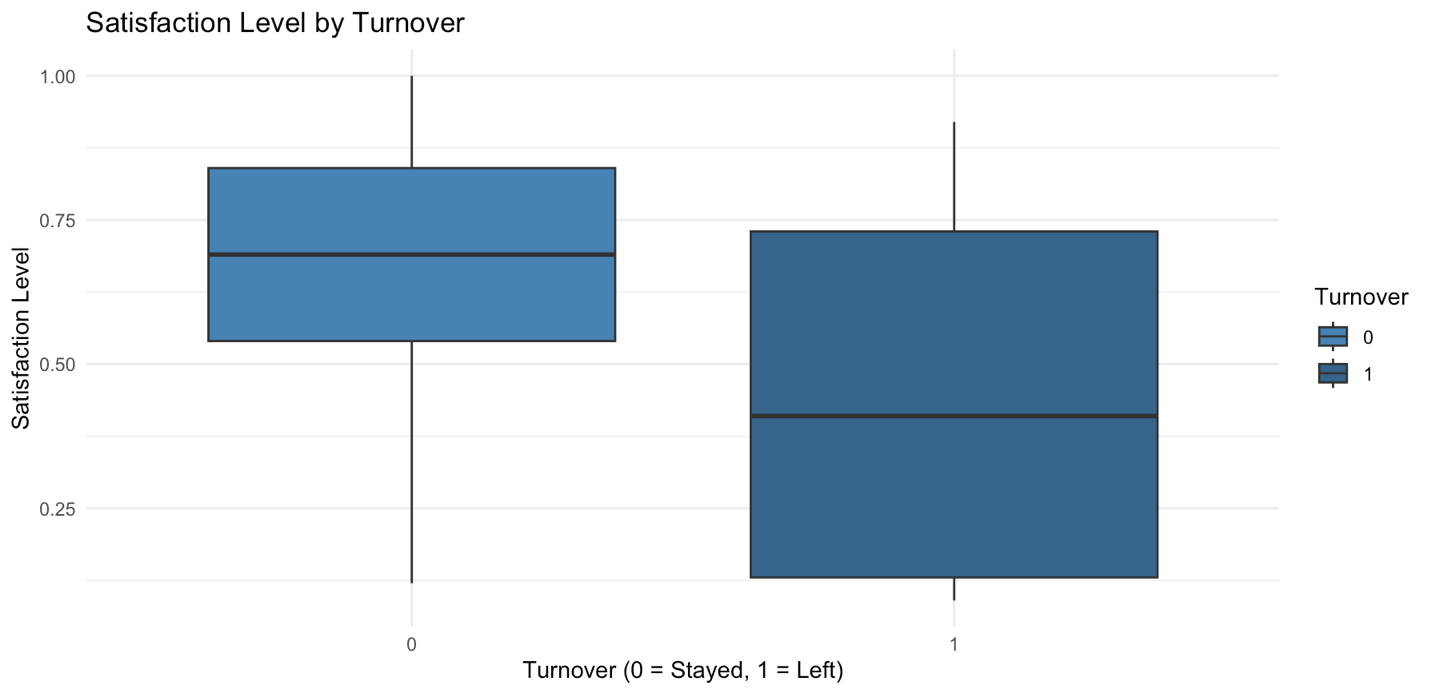 Satisfaction Level by Turnover
1.00
0.75
0.50
0.25
Satisfaction Level
0
1
Turnover (0 = Stayed, 1 = Left)
Turnover
0
1